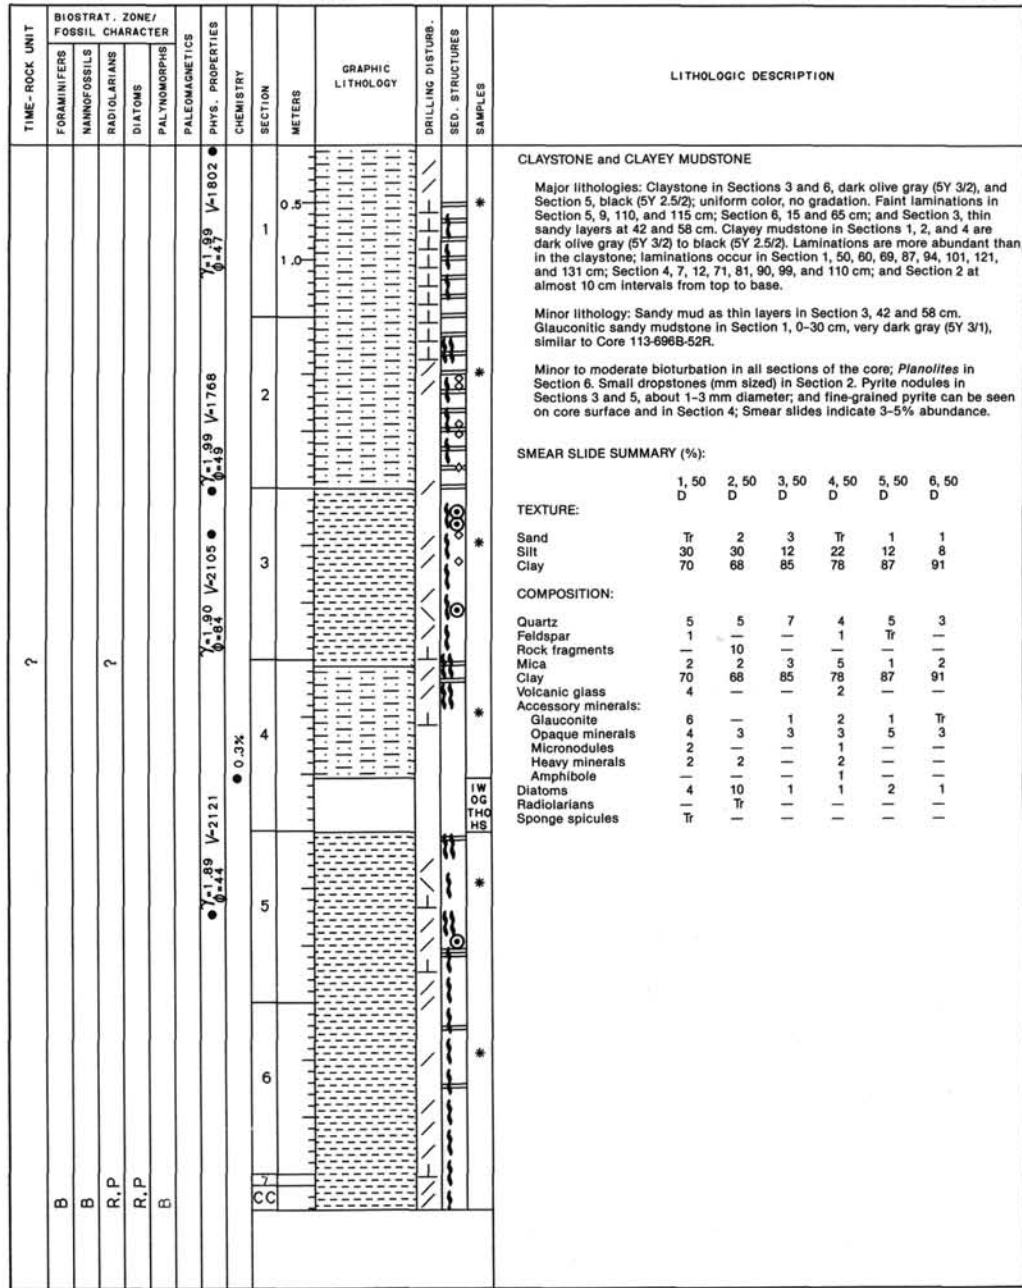 TIME-ROCK UNIT
BIOSTRAT. ZONE/
FOSSIL CHARACTER
FORAMINIFERS
NANNOFOSSILS
RADIOLARIANS
DIATOMS
PALYNOMORPHS
PALEOMAGNETICS
PHYS. PROPERTIES
CHEMISTRY
SECTION
METERS
GRAPHIC
LITHOLOGY
DRILLING DISTURB.
SED. STRUCTURES
SAMPLES
LITHOLOGIC DESCRIPTION
?
B
B
?
R,P
R,P
B
γ=1.99 V=1802
Φ=47
γ=1.99 V=1768
Φ=49
γ=1.90 V=2105
Φ=84
γ=1.89 V=2121
Φ=44
0.3%
1
2
3
4
5
6
7
CC
0.5
1.0
*
*
*
*
IW
OG
THO
HS
*
*
CLAYSTONE and CLAYEY MUDSTONE
Major lithologies: Claystone in Sections 3 and 6, dark olive gray (5Y 3/2), and
Section 5, black (5Y 2.5/2); uniform color, no gradation. Faint laminations in
Section 5, 9, 110, and 115 cm; Section 6, 15 and 65 cm; and Section 3, thin
sandy layers at 42 and 58 cm. Clayey mudstone in Sections 1, 2, and 4 are
dark olive gray (5Y 3/2) to black (5Y 2.5/2). Laminations are more abundant than
in the claystone; laminations occur in Section 1, 50, 60, 69, 87, 94, 101, 121,
and 131 cm; Section 4, 7, 12, 71, 81, 90, 99, and 110 cm; and Section 2 at
almost 10 cm intervals from top to base.
Minor lithology: Sandy mud as thin layers in Section 3, 42 and 58 cm.
Glauconitic sandy mudstone in Section 1, 0–30 cm, very dark gray (5Y 3/1),
similar to Core 113-696B-52R.
Minor to moderate bioturbation in all sections of the core; Planolites in
Section 6. Small dropstones (mm sized) in Section 2. Pyrite nodules in
Sections 3 and 5, about 1–3 mm diameter; and fine-grained pyrite can be seen
on core surface and in Section 4; Smear slides indicate 3–5% abundance.
SMEAR SLIDE SUMMARY (%):
1, 50 2, 50 3, 50 4, 50 5, 50 6, 50
D D D D D D
TEXTURE:
Sand Tr 2 3 Tr 1 1
Silt 30 30 12 22 12 8
Clay 70 68 85 78 87 91
COMPOSITION:
Quartz 5 5 7 4 5 3
Feldspar 1 — — 1 Tr —
Rock fragments — 10 — — — —
Mica 2 2 3 5 1 2
Clay 70 68 85 78 87 91
Volcanic glass 4 — — 2 — —
Accessory minerals:
Glauconite 6 — 1 2 1 Tr
Opaque minerals 4 3 3 3 5 3
Micronodules 2 — — 1 — —
Heavy minerals 2 2 — 2 — —
Amphibole — — — 1 — —
Diatoms 4 10 1 1 2 1
Radiolarians — Tr — — — —
Sponge spicules Tr — — — — —